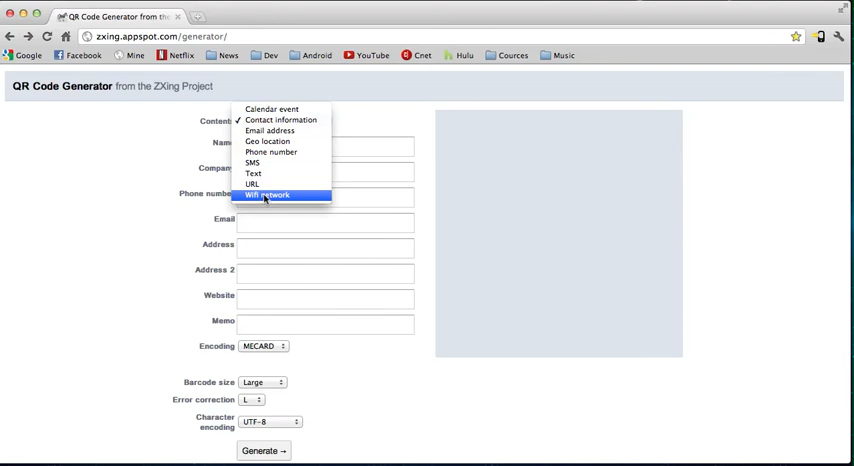 QR Code Generator from the
zxing.appspot.com/generator/
Google Facebook Mine Netflix News Dev Android YouTube Cnet Hulu Cources Music
QR Code Generator from the ZXing Project
Contents
Calendar event
✓ Contact information
Email address
Geo location
Phone number
SMS
Text
URL
Wifi network
Name
Company
Phone number
Email
Address
Address 2
Website
Memo
Encoding MECARD
Barcode size Large
Error correction L
Character
encoding UTF-8
Generate →